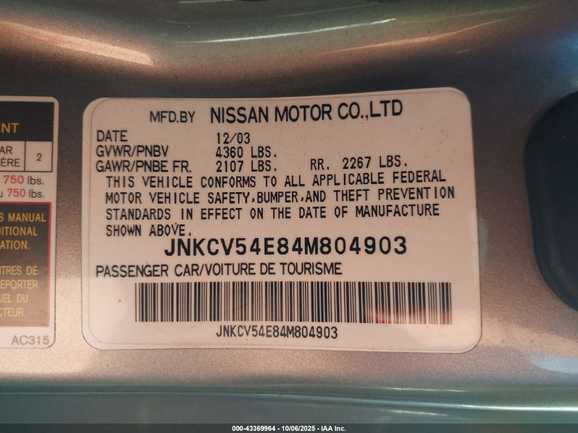 MFD.BY NISSAN MOTOR CO.,LTD
DATE 12/03
GVWR/PNBV 4360 LBS.
GAWR/PNBE FR. 2107 LBS. RR. 2267 LBS.
THIS VEHICLE CONFORMS TO ALL APPLICABLE FEDERAL
MOTOR VEHICLE SAFETY,BUMPER,AND THEFT PREVENTION
STANDARDS IN EFFECT ON THE DATE OF MANUFACTURE
SHOWN ABOVE.
JNKCV54E84M804903
PASSENGER CAR/VOITURE DE TOURISME
JNKCV54E84M804903
2
750 lbs.
750 lbs.
S MANUAL
DITIONAL
ATION.
DE
AC315
000-43369964 - 10/06/2025 - IAA Inc.